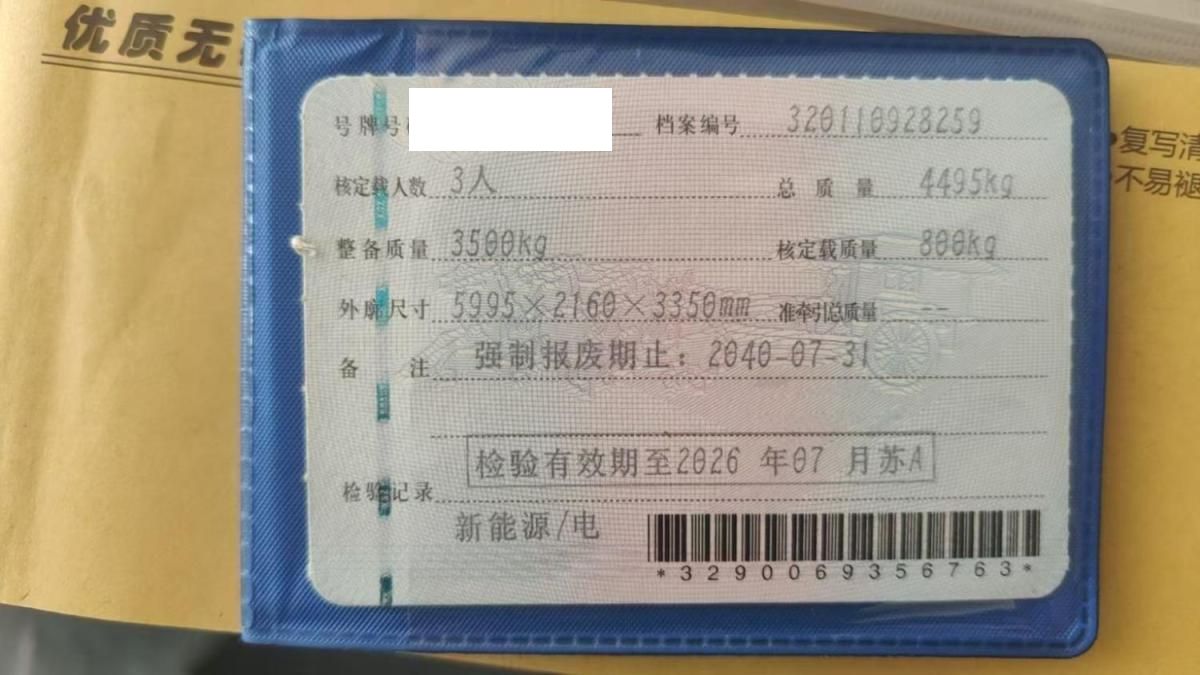 优质无
号牌号
档案编号 320110928259
核定载人数 3人 总质量 4495kg
整备质量 3500kg 核定载质量 800kg
外廓尺寸 5995×2160×3350mm 准牵引总质量 --
备注 强制报废期止：2040-07-31
检验有效期至2026 年07 月苏A
检验记录
新能源/电
*3290069356763*
复写清
不易褪